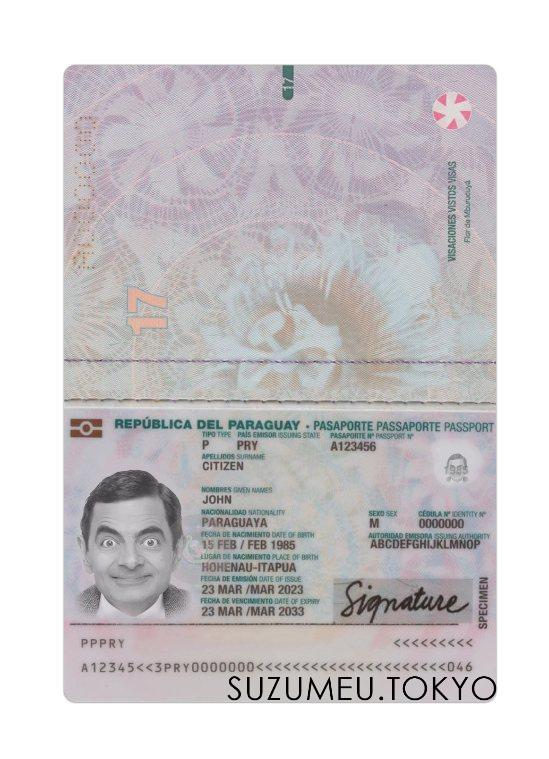 17
VISACIONES VISTOS VISAS
Flor de Mburucuyá
17
REPÚBLICA DEL PARAGUAY • PASAPORTE PASSAPORTE PASSPORT
TIPO TYPE PAÍS EMISOR ISSUING STATE PASAPORTE Nº PASSPORT Nº
P PRY A123456
APELLIDOS SURNAME
CITIZEN
NOMBRES GIVEN NAMES
JOHN
NACIONALIDAD NATIONALITY SEXO SEX CÉDULA Nº IDENTITY Nº
PARAGUAYA M 0000000
FECHA DE NACIMIENTO DATE OF BIRTH AUTORIDAD EMISORA ISSUING AUTHORITY
15 FEB / FEB 1985 ABCDEFGHIJKLMNOP
LUGAR DE NACIMIENTO PLACE OF BIRTH
HOHENAU-ITAPUA
FECHA DE EMISIÓN DATE OF ISSUE
23 MAR /MAR 2023
FECHA DE VENCIMIENTO DATE OF EXPIRY
23 MAR /MAR 2033
Signature
SPECIMEN
PPPRY <<<<<<<<<
A12345<<3PRY0000000<<<<<<<<<<<<<<<<<<<<<<<046
SUZUMEU.TOKYO